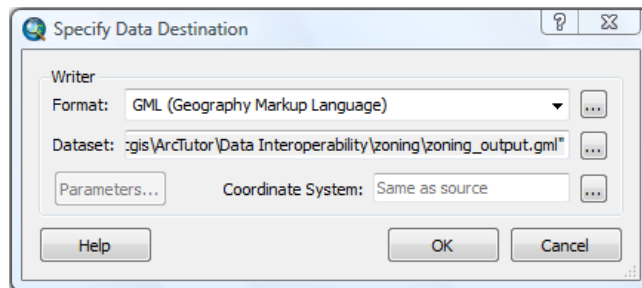 Specify Data Destination
Writer
Format: GML (Geography Markup Language) ...
Dataset: :gis\ArcTutor\Data Interoperability\zoning\zoning_output.gml" ...
Parameters... Coordinate System: Same as source ...
Help OK Cancel